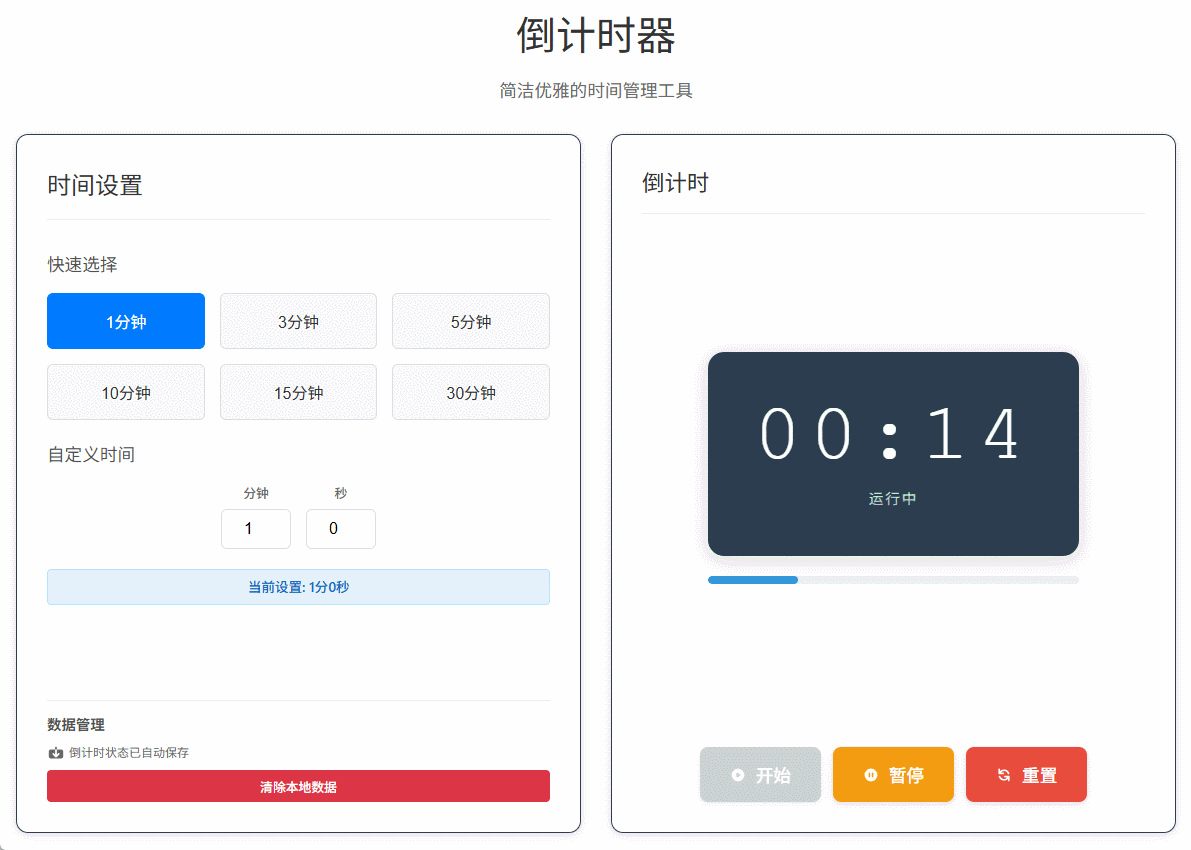 倒计时器
简洁优雅的时间管理工具
时间设置
快速选择
1分钟 3分钟 5分钟
10分钟 15分钟 30分钟
自定义时间
分钟 秒
1 0
当前设置: 1分0秒
数据管理
倒计时状态已自动保存
清除本地数据
倒计时
00:14
运行中
开始 暂停 重置